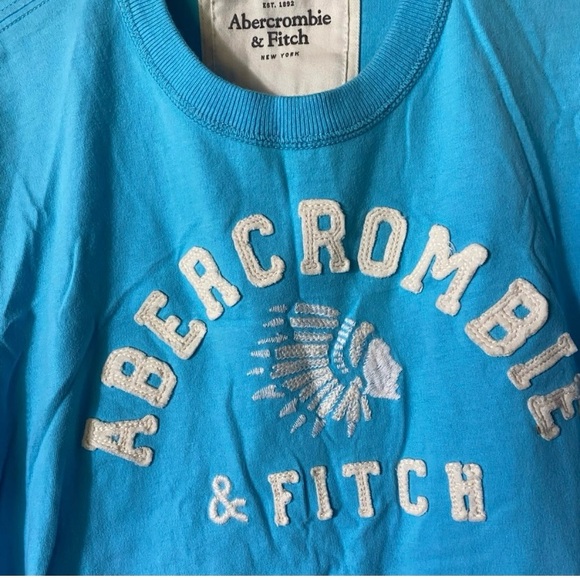 EST. 1892
Abercrombie
& Fitch
NEW YORK
ABERCROMBIE
& FITCH